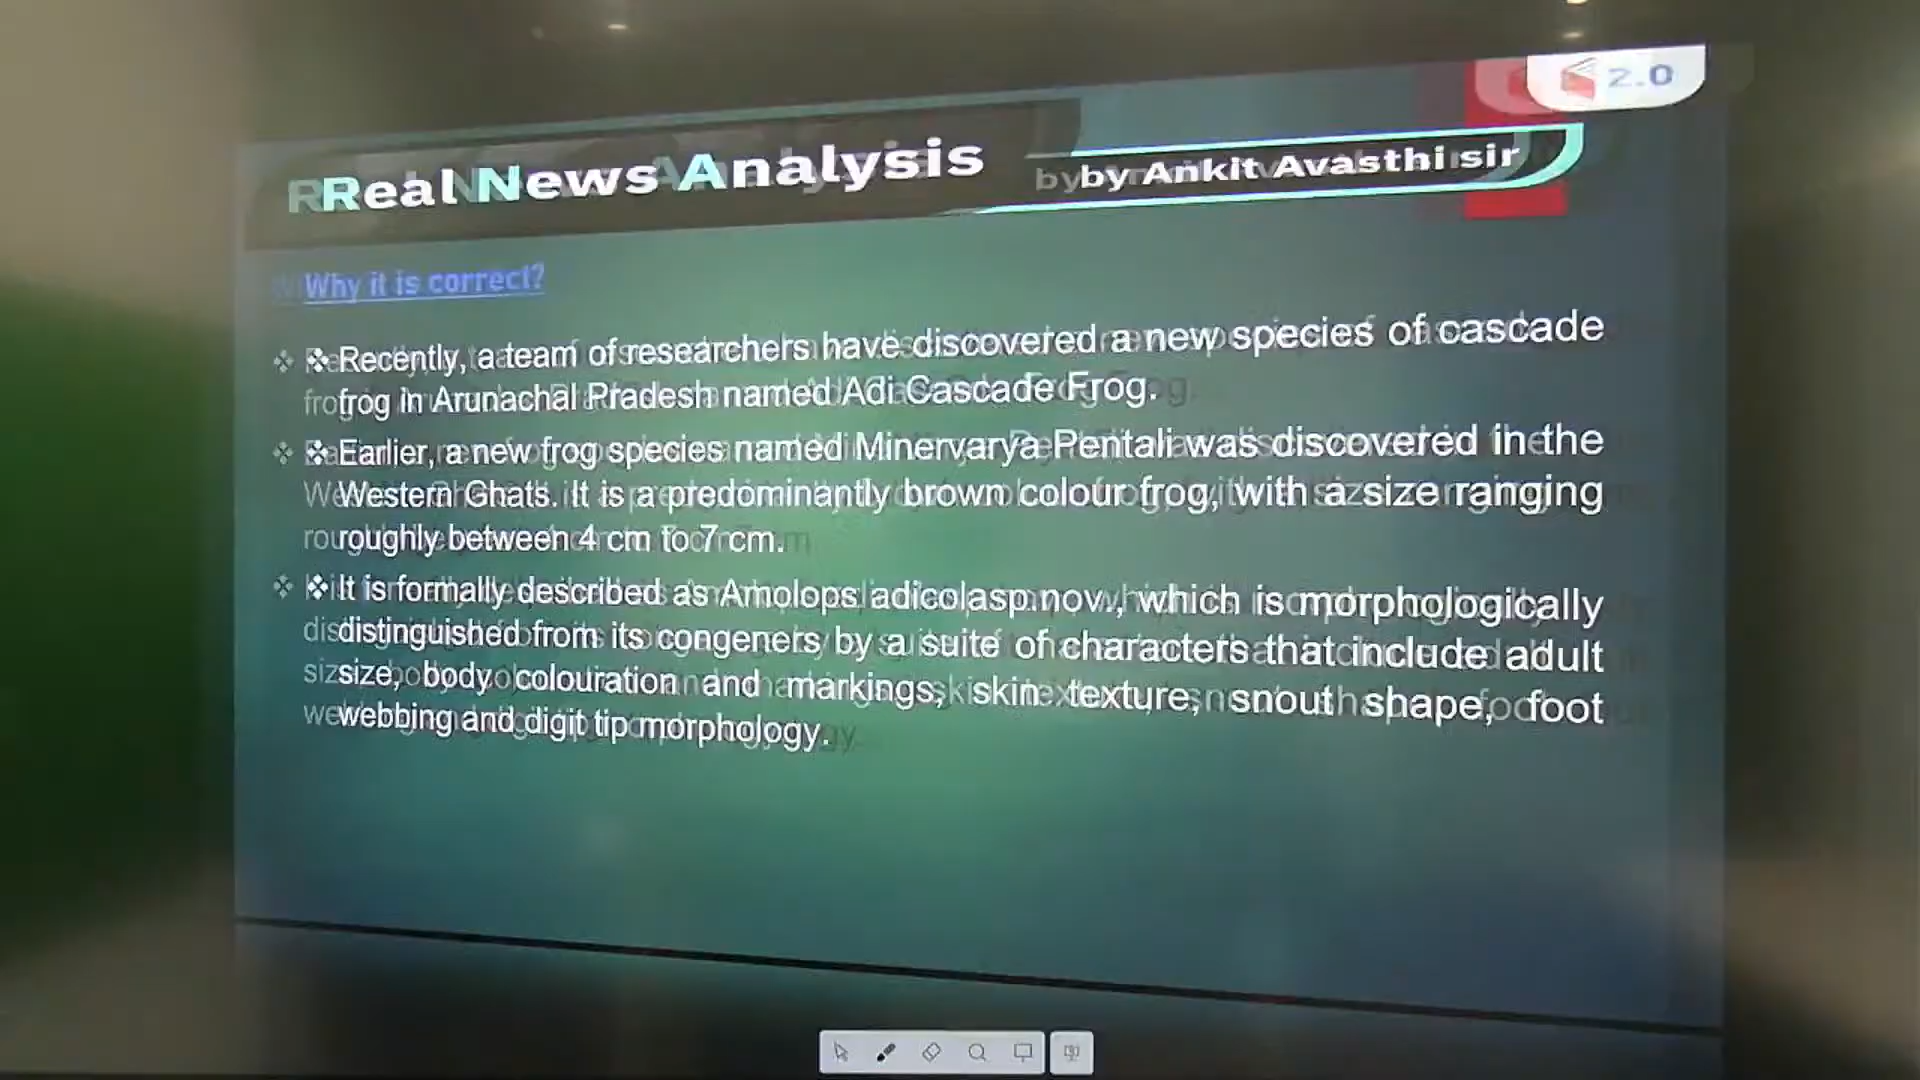 2.0
Real News Analysis
by Ankit Avasthi sir
Why it is correct?
❖ Recently, a team of researchers have discovered a new species of cascade
frog in Arunachal Pradesh named Adi Cascade Frog.
❖ Earlier, a new frog species named Minervarya Pentali was discovered in the
Western Ghats. It is a predominantly brown colour frog, with a size ranging
roughly between 4 cm to 7 cm.
❖ It is formally described as Amolops adicolasp.nov., which is morphologically
distinguished from its congeners by a suite of characters that include adult
size, body colouration and markings, skin texture, snout shape, foot
webbing and digit tip morphology.